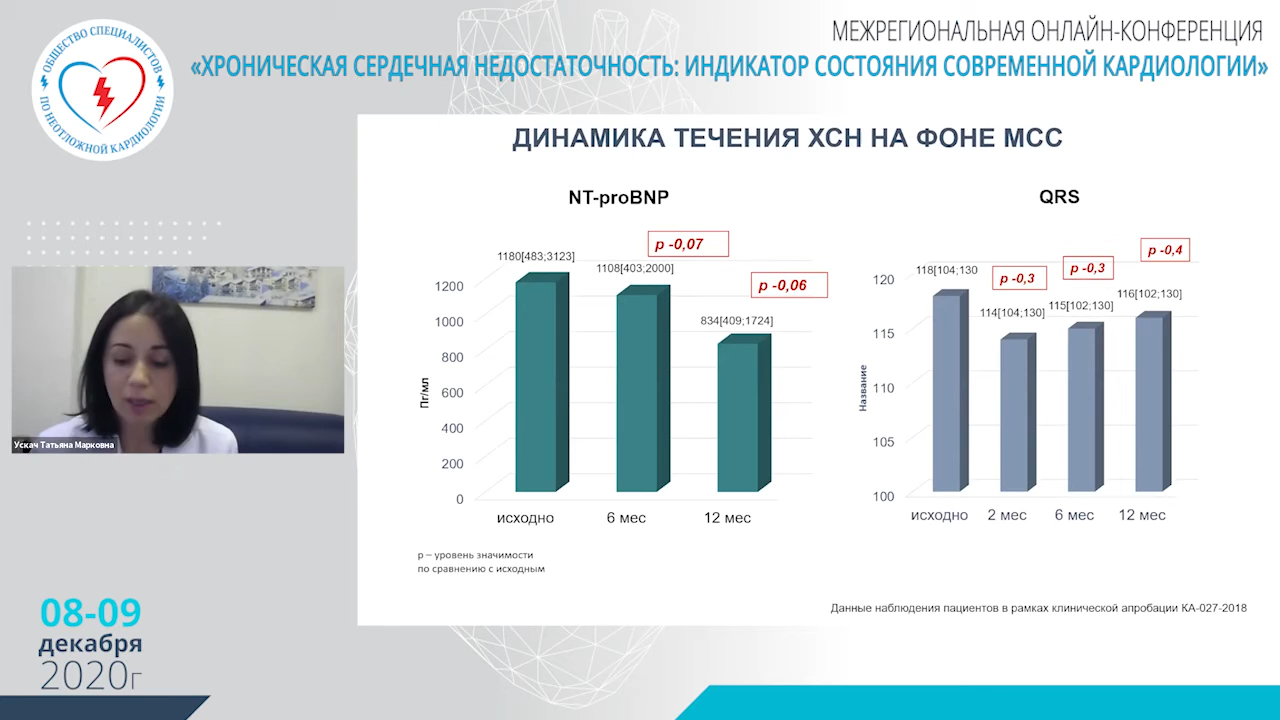 МЕЖРЕГИОНАЛЬНАЯ ОНЛАЙН-КОНФЕРЕНЦИЯ
«ХРОНИЧЕСКАЯ СЕРДЕЧНАЯ НЕДОСТАТОЧНОСТЬ: ИНДИКАТОР СОСТОЯНИЯ СОВРЕМЕННОЙ КАРДИОЛОГИИ»
ОБЩЕСТВО СПЕЦИАЛИСТОВ
ПО НЕОТЛОЖНОЙ КАРДИОЛОГИИ
ДИНАМИКА ТЕЧЕНИЯ ХСН НА ФОНЕ МСС
NT-proBNP
p -0,07
1180[483;3123]
1108[403;2000]
p -0,06
834[409;1724]
1200
1000
800
600
400
200
0
Пг/мл
исходно
6 мес
12 мес
p – уровень значимости
по сравнению с исходным
QRS
p -0,4
p -0,3
p -0,3
118[104;130
114[104;130]
115[102;130]
116[102;130]
120
115
110
105
100
Название
исходно
2 мес
6 мес
12 мес
Данные наблюдения пациентов в рамках клинической апробации КА-027-2018
Ускач Татьяна Марковна
08-09
декабря
2020г